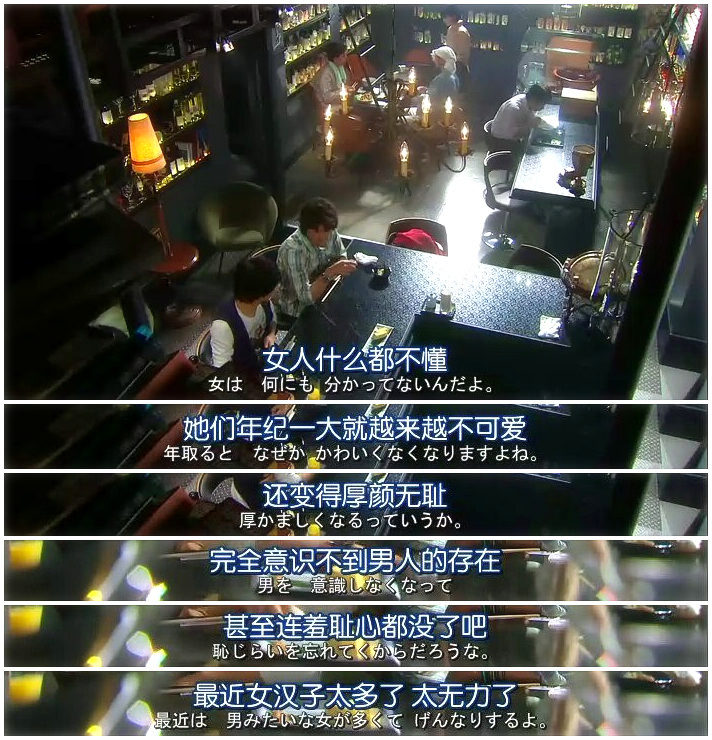 女人什么都不懂
女は 何にも 分かってないんだよ。
她们年纪一大就越来越不可爱
年取ると なぜか かわいくなくなりますよね。
还变得厚颜无耻
厚かましくなるっていうか。
完全意识不到男人的存在
男を 意識しなくなって
甚至连羞耻心都没了吧
恥じらいを忘れてくからだろうな。
最近女汉子太多了 太无力了
最近は 男みたいな女が多くて げんなりするよ。